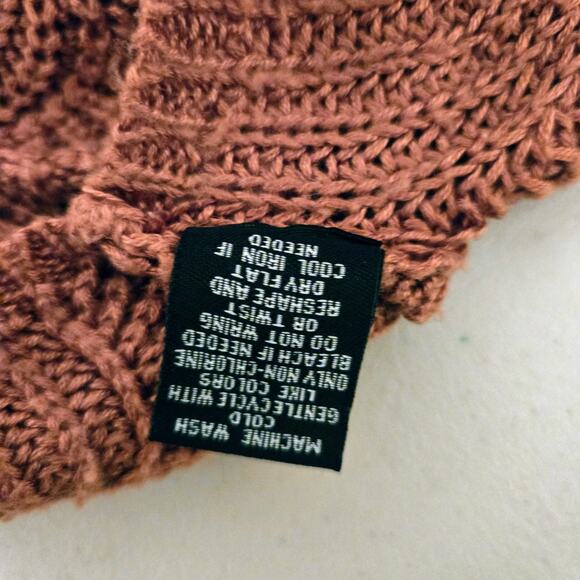 MACHINE WASH
COLD
GENTLE CYCLE WITH
LIKE COLORS
ONLY NON-CHLORINE
BLEACH IF NEEDED
DO NOT WRING
OR TWIST
RESHAPE AND
DRY FLAT
COOL IRON IF
NEEDED